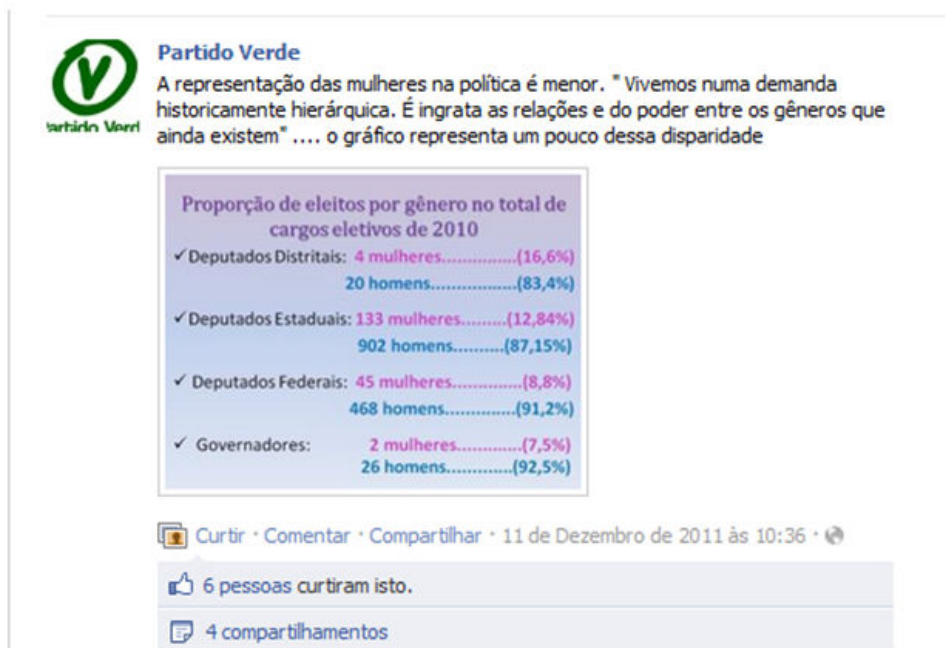 Partido Verde
A representação das mulheres na política é menor. " Vivemos numa demanda
historicamente hierárquica. É ingrata as relações e do poder entre os gêneros que
ainda existem" .... o gráfico representa um pouco dessa disparidade
Partido Verd
Proporção de eleitos por gênero no total de
cargos eletivos de 2010
✓Deputados Distritais: 4 mulheres...............(16,6%)
20 homens.................(83,4%)
✓Deputados Estaduais: 133 mulheres.........(12,84%)
902 homens..........(87,15%)
✓ Deputados Federais: 45 mulheres..............(8,8%)
468 homens..............(91,2%)
✓ Governadores: 2 mulheres.............(7,5%)
26 homens.............(92,5%)
Curtir · Comentar · Compartilhar · 11 de Dezembro de 2011 às 10:36 ·
6 pessoas curtiram isto.
4 compartilhamentos